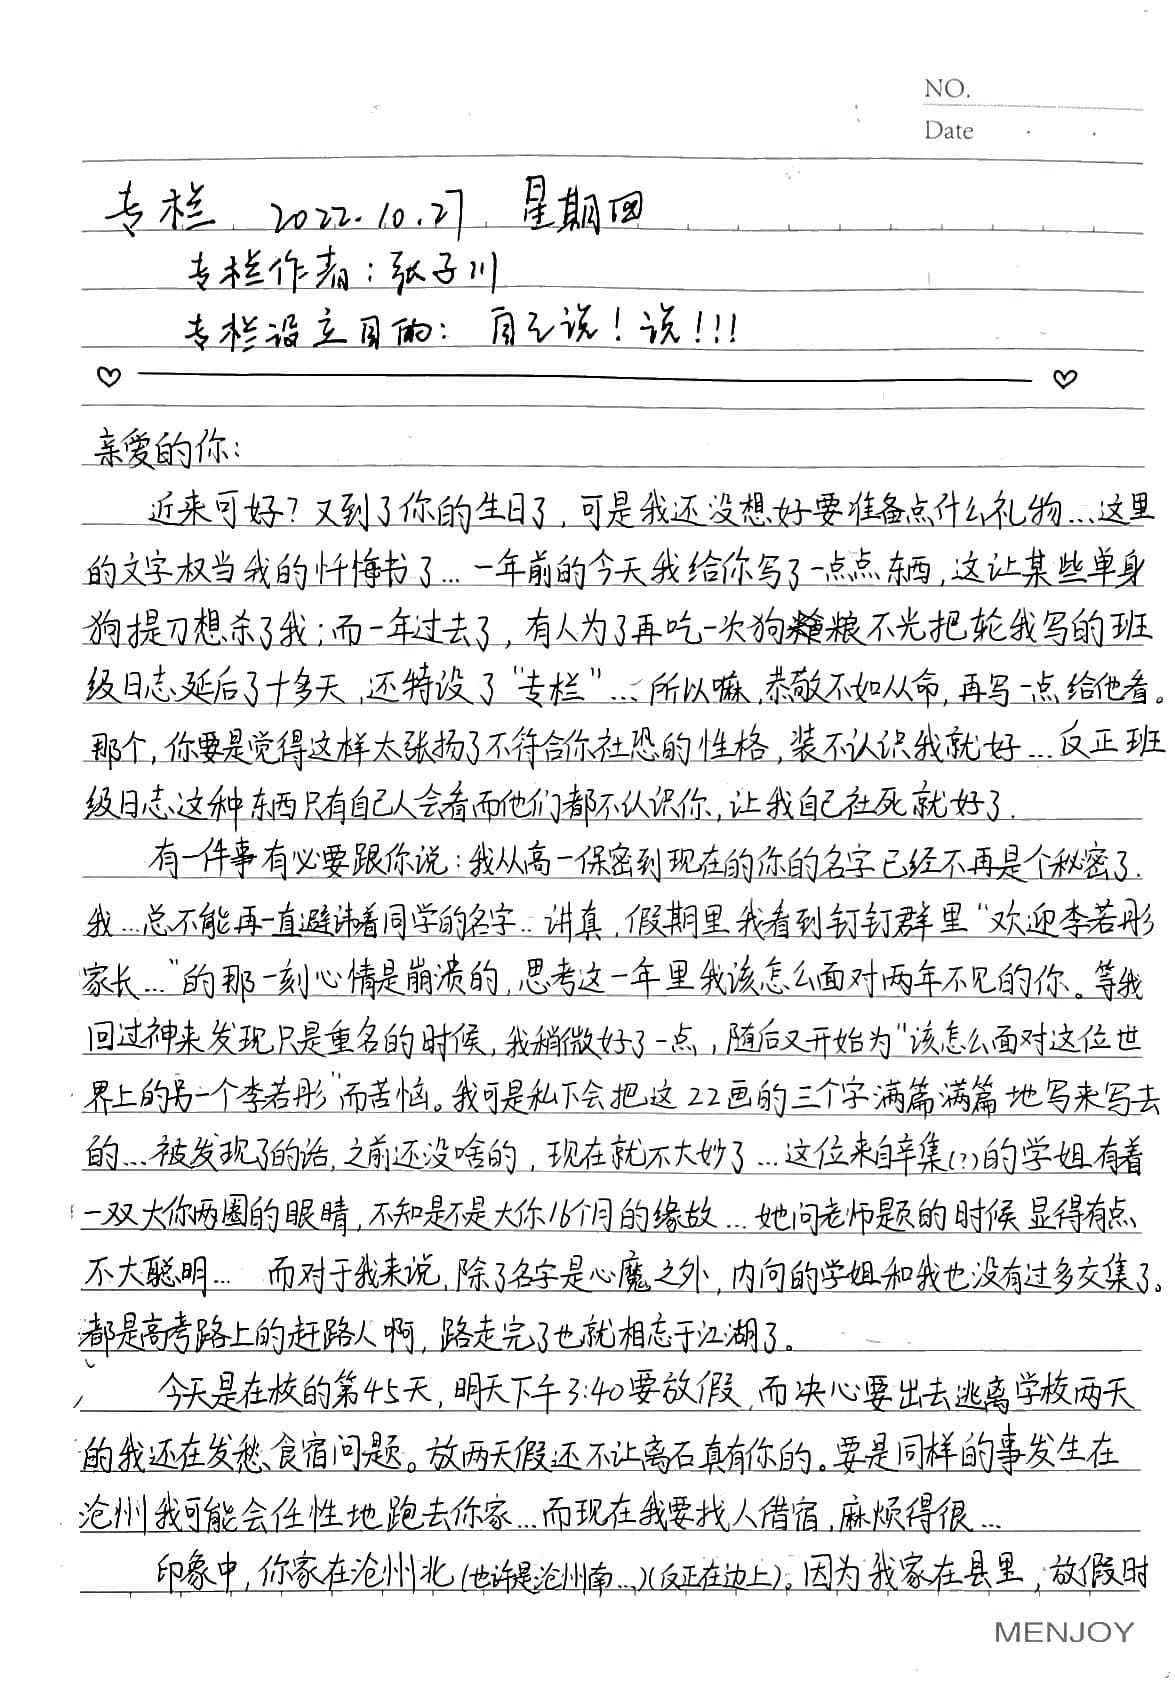 NO.
Date
专栏 2022.10.27 星期四
专栏作者：张子川
专栏设立目的： 自己说！说！！！
亲爱的你：
近来可好？又到了你的生日了，可是我还没想好要准备点什么礼物…这里
的文字权当我的忏悔书了…一年前的今天我给你写了一点点东西，这让某些单身
狗提刀想杀了我；而一年过去了，有人为了再吃一次狗粮不光把轮我写的班
级日志延后了十多天，还特设了“专栏”…所以嘛，恭敬不如从命，再写一点给他看。
那个，你要是觉得这样太张扬了不符合你社恐的性格，装不认识我就好…反正班
级日志这种东西只有自己人会看而他们都不认识你，让我自己社死就好了.
有一件事有必要跟你说：我从高一保密到现在的你的名字已经不再是个秘密了.
我…总不能再一直避讳着同学的名字..讲真，假期里我看到钉钉群里“欢迎李若彤
家长…”的那一刻心情是崩溃的，思考这一年里我该怎么面对两年不见的你。等我
回过神来发现只是重名的时候，我稍微好了一点，随后又开始为“该怎么面对这位世
界上的另一个李若彤”而苦恼。我可是私下会把这22画的三个字满篇满篇地写来写去
的…被发现了的话，之前还没啥的，现在就不大妙了…这位来自辛集(？)的学姐有着
一双大你两圈的眼睛，不知是不是大你16个月的缘故…她问老师题的时候显得有点
不大聪明… 而对于我来说，除了名字是心魔之外，内向的学姐和我也没有过多交集了。
都是高考路上的赶路人啊，路走完了也就相忘于江湖了。
今天是在校的第45天，明天下午3:40要放假，而决心要出去逃离学校两天
的我还在发愁食宿问题。放两天假还不让离石真有你的。要是同样的事发生在
沧州我可能会任性地跑去你家…而现在我要找人借宿，麻烦得很…
印象中，你家在沧州北(也许是沧州南…)(反正在边上)。因为我家在县里，放假时
MENJOY